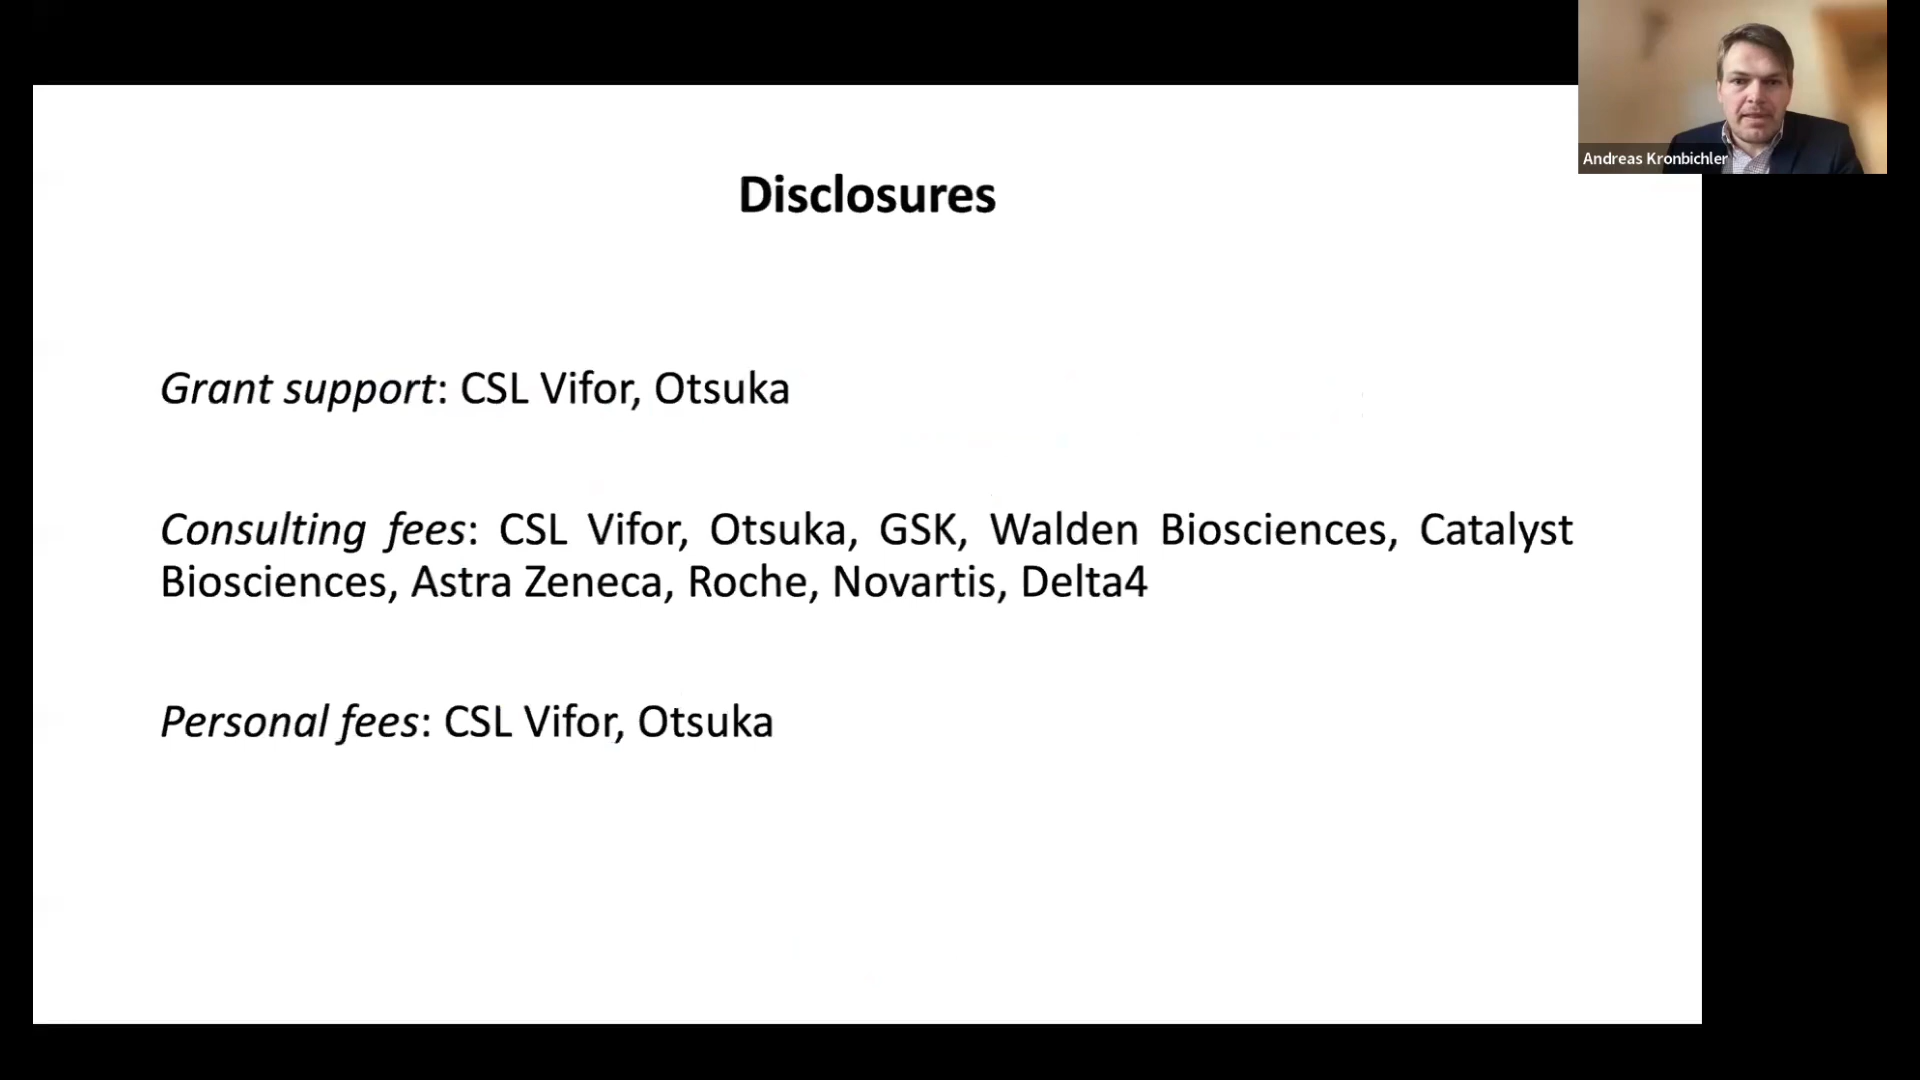 Andreas Kronbichler
Disclosures
Grant support: CSL Vifor, Otsuka
Consulting fees: CSL Vifor, Otsuka, GSK, Walden Biosciences, Catalyst
Biosciences, Astra Zeneca, Roche, Novartis, Delta4
Personal fees: CSL Vifor, Otsuka